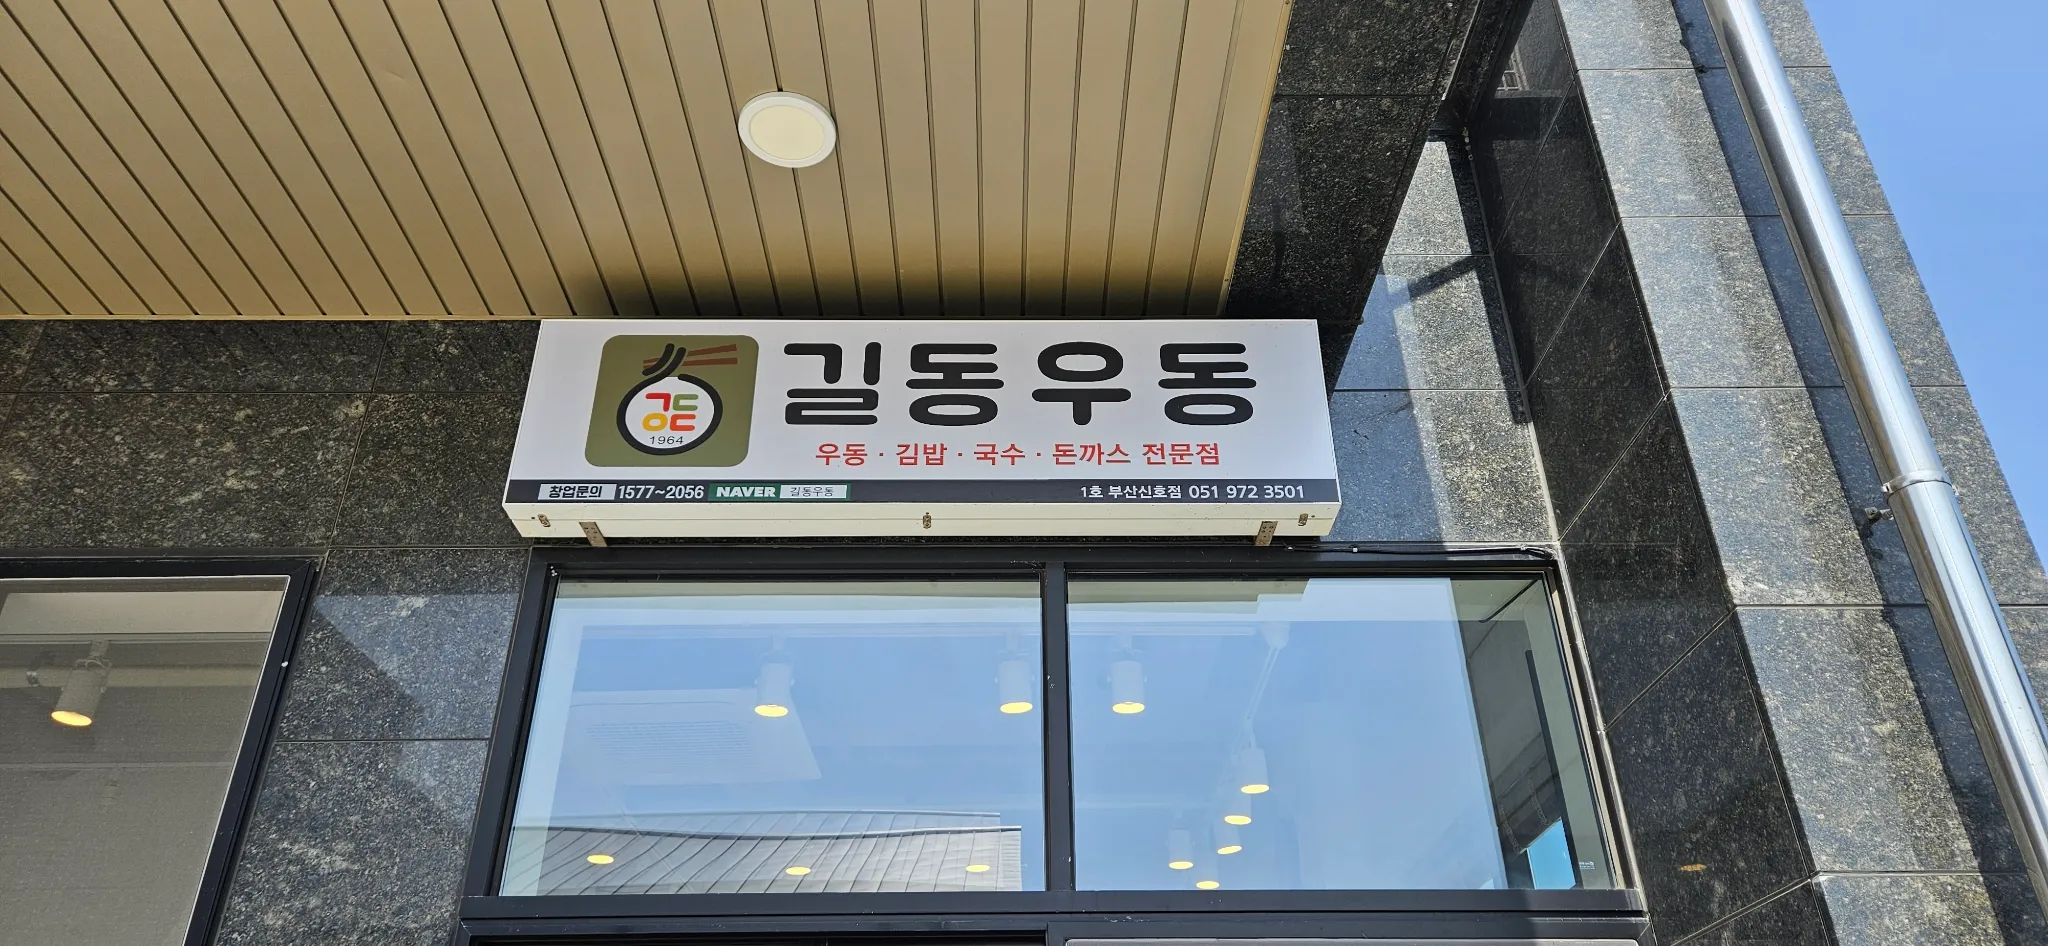 길동우동
우동 · 김밥 · 국수 · 돈까스 전문점
1964
창업문의 1577~2056 NAVER 길동우동
1호 부산신호점 051 972 3501